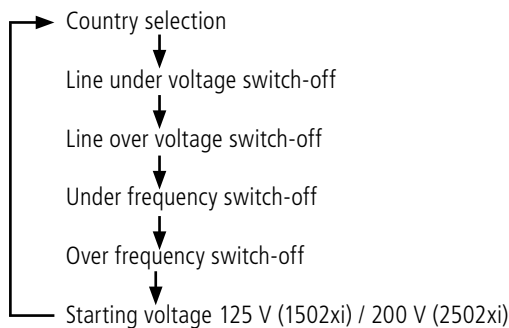 Country selection
Line under voltage switch-off
Line over voltage switch-off
Under frequency switch-off
Over frequency switch-off
Starting voltage 125 V (1502xi) / 200 V (2502xi)